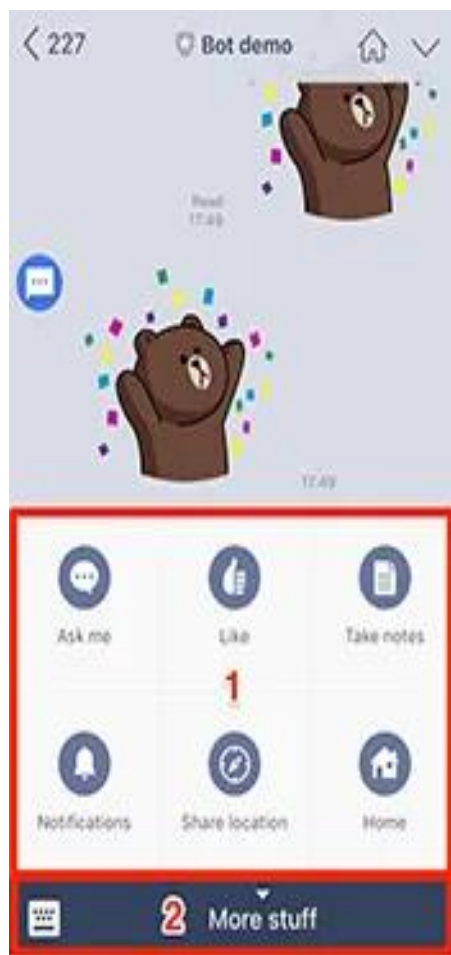 227 Bot demo
Read
17:49
17:49
Ask me Like Take notes
1
Notifications Share location Home
2 More stuff